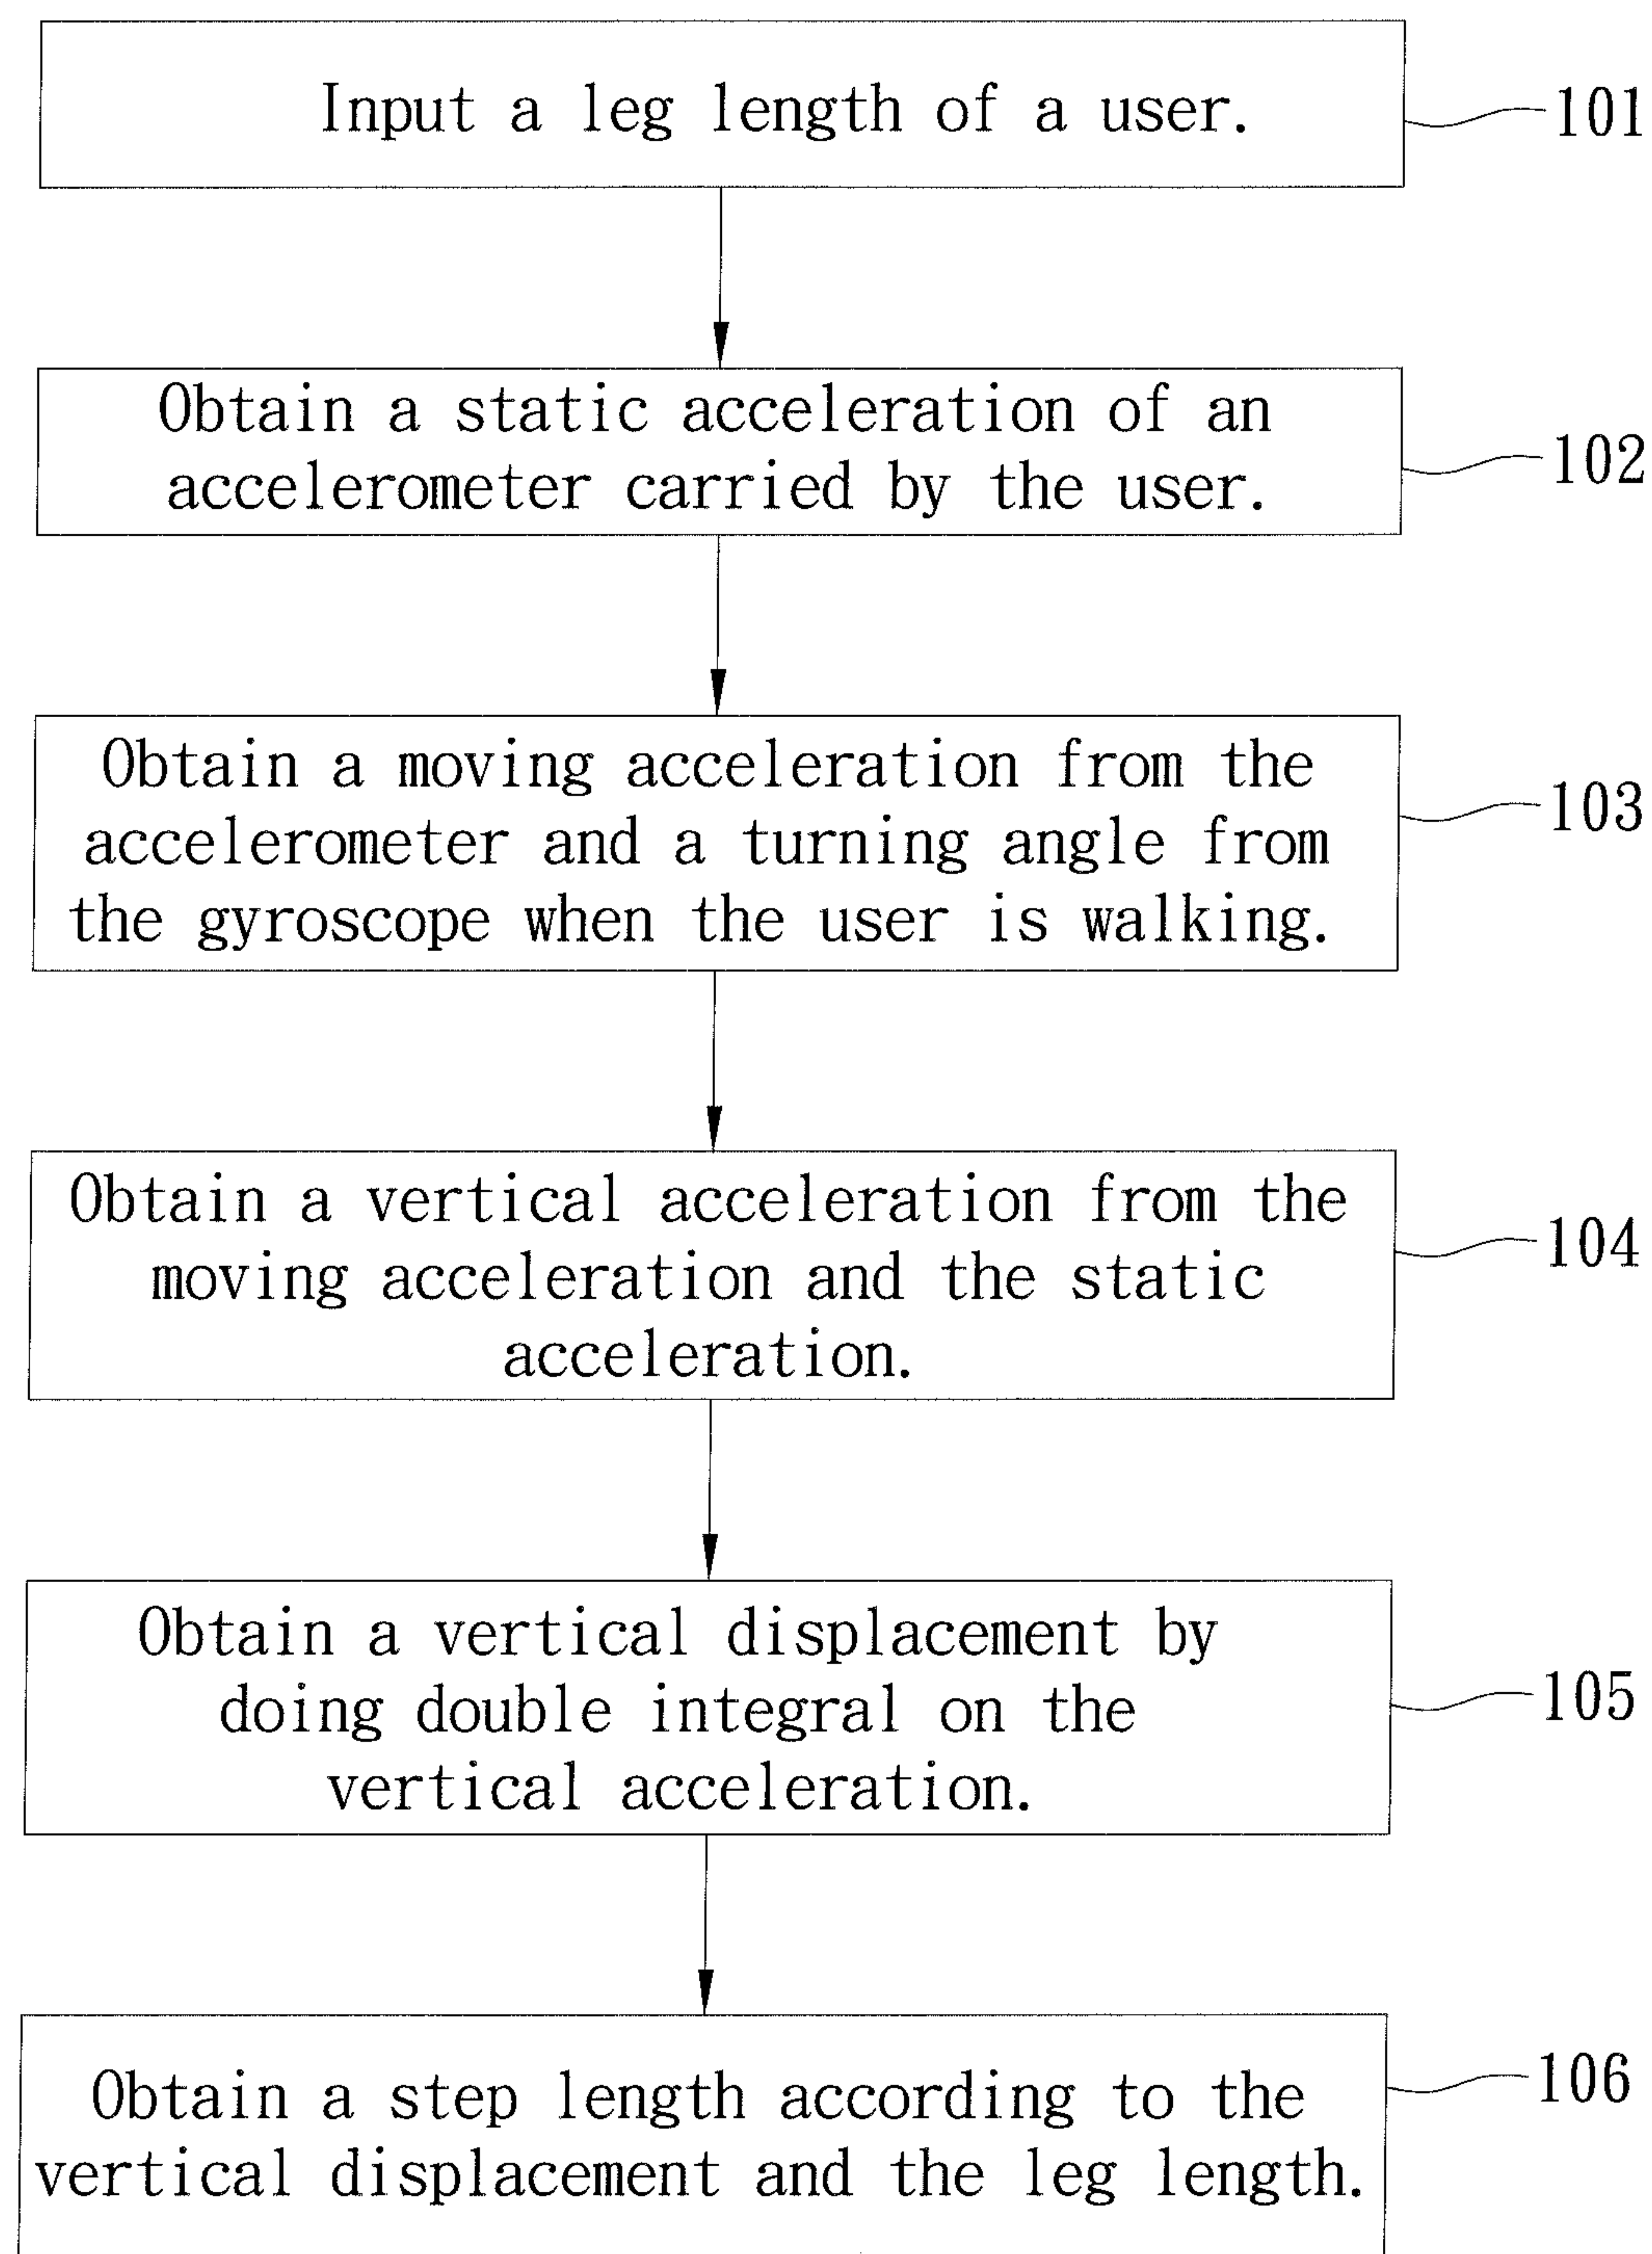 Input a leg length of a user.
101
Obtain a static acceleration of an
accelerometer carried by the user.
102
Obtain a moving acceleration from the
accelerometer and a turning angle from
the gyroscope when the user is walking.
103
Obtain a vertical acceleration from the
moving acceleration and the static
acceleration.
104
Obtain a vertical displacement by
doing double integral on the
vertical acceleration.
105
Obtain a step length according to the
vertical displacement and the leg length.
106